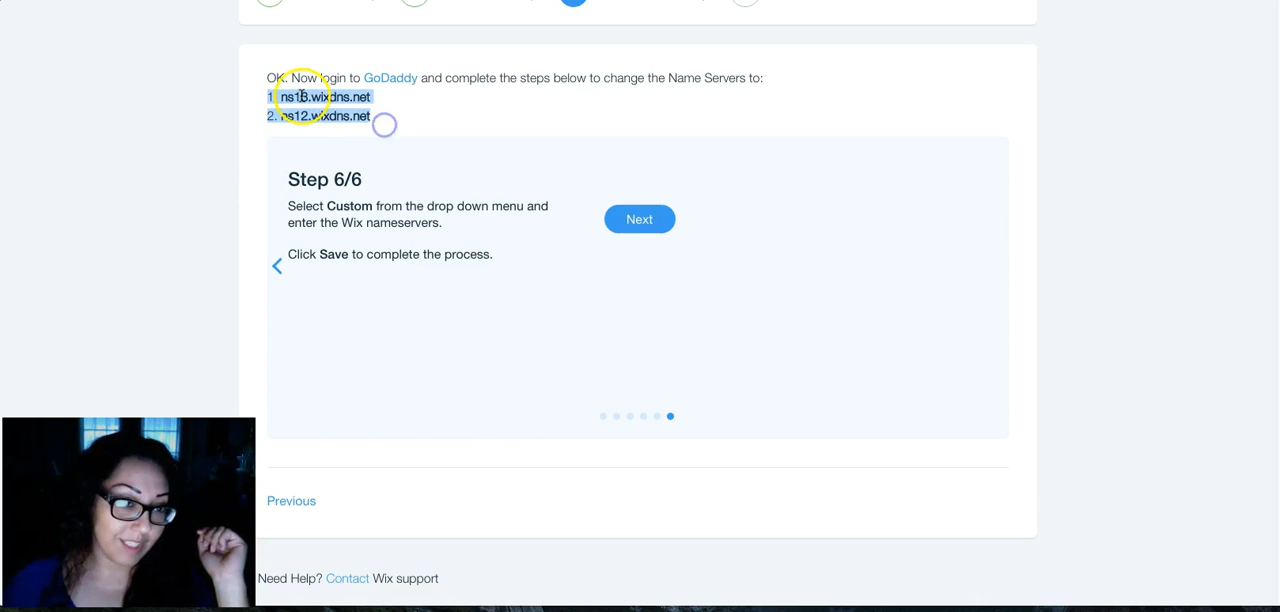 OK. Now login to GoDaddy and complete the steps below to change the Name Servers to:
1. ns13.wixdns.net
2. ns12.wixdns.net
Step 6/6
Select Custom from the drop down menu and
enter the Wix nameservers.
Click Save to complete the process.
Next
Previous
Need Help? Contact Wix support